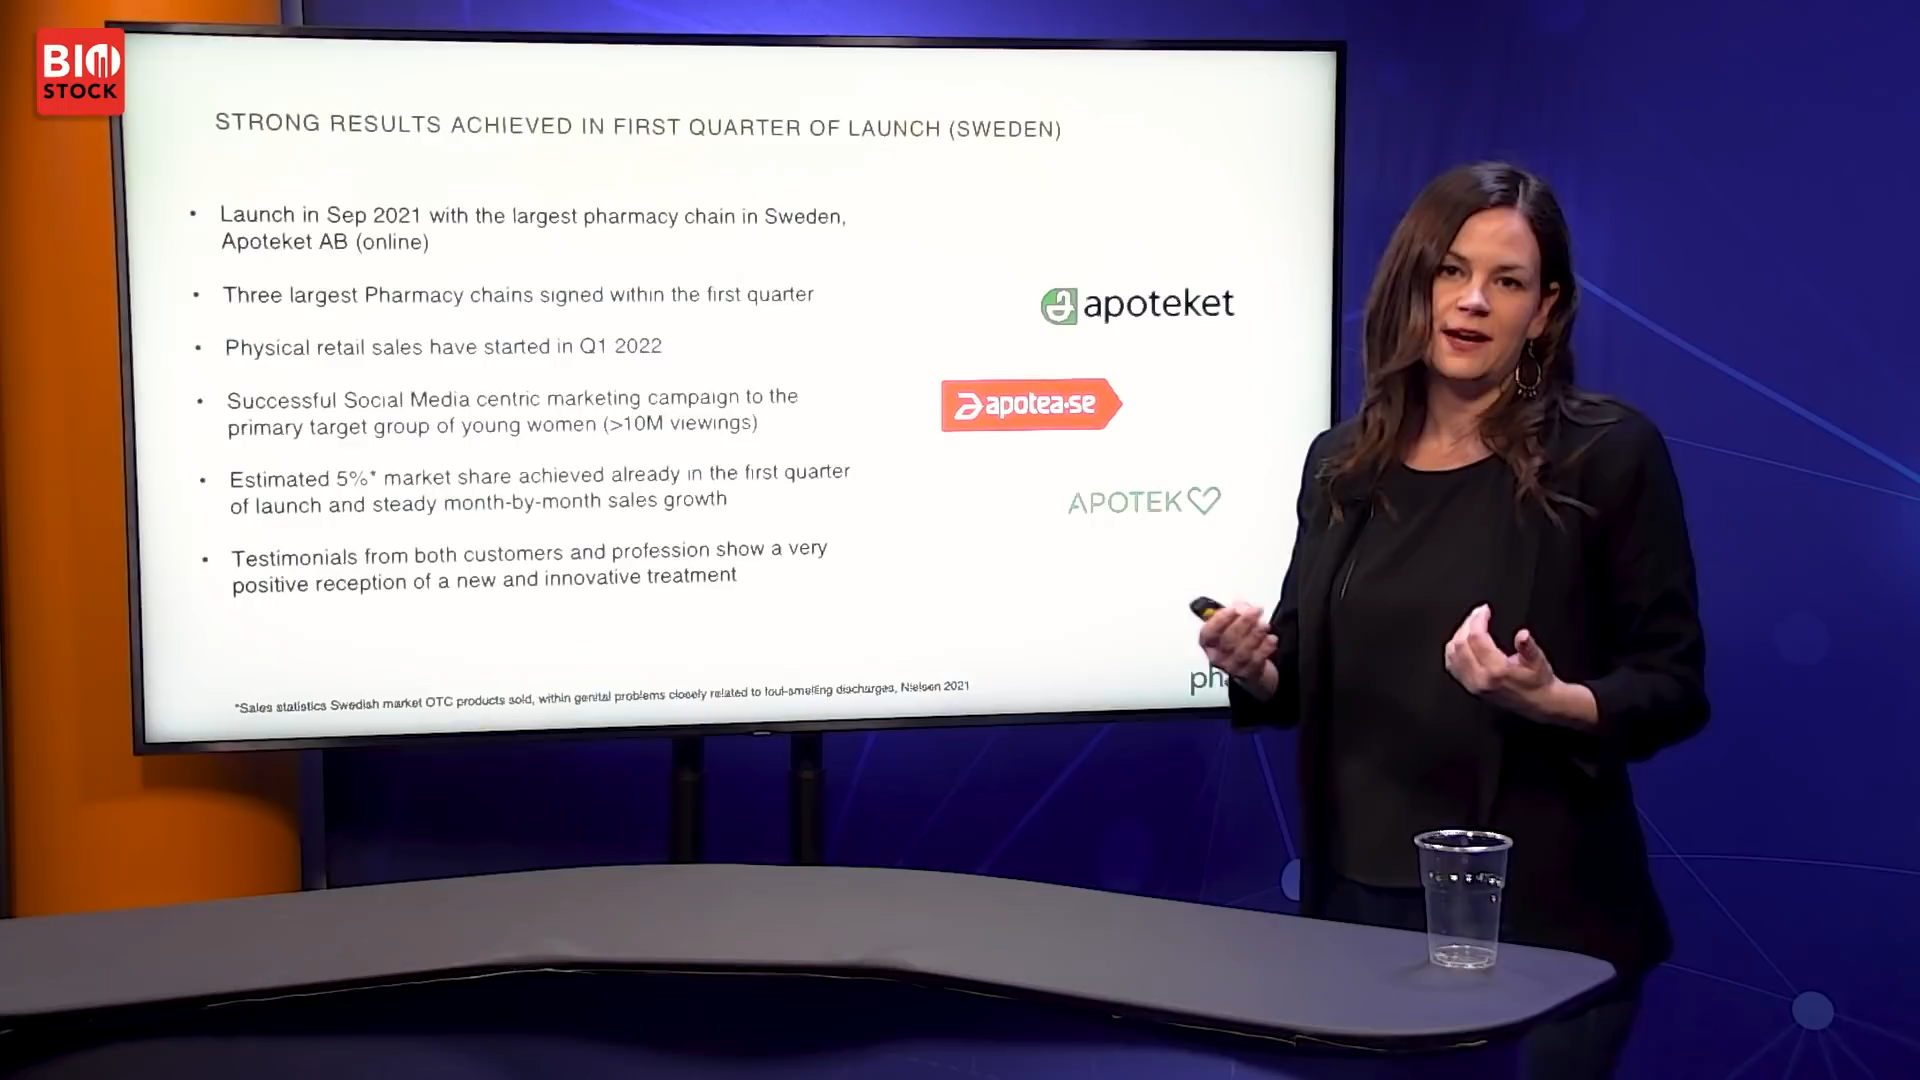 BIO
STOCK
STRONG RESULTS ACHIEVED IN FIRST QUARTER OF LAUNCH (SWEDEN)
• Launch in Sep 2021 with the largest pharmacy chain in Sweden,
Apoteket AB (online)
• Three largest Pharmacy chains signed within the first quarter
• Physical retail sales have started in Q1 2022
• Successful Social Media centric marketing campaign to the
primary target group of young women (>10M viewings)
• Estimated 5%* market share achieved already in the first quarter
of launch and steady month-by-month sales growth
• Testimonials from both customers and profession show a very
positive reception of a new and innovative treatment
apoteket
apotea.se
APOTEK
*Sales statistics Swedish market OTC products sold, within genital problems closely related to foul-smelling discharges, Nielsen 2021